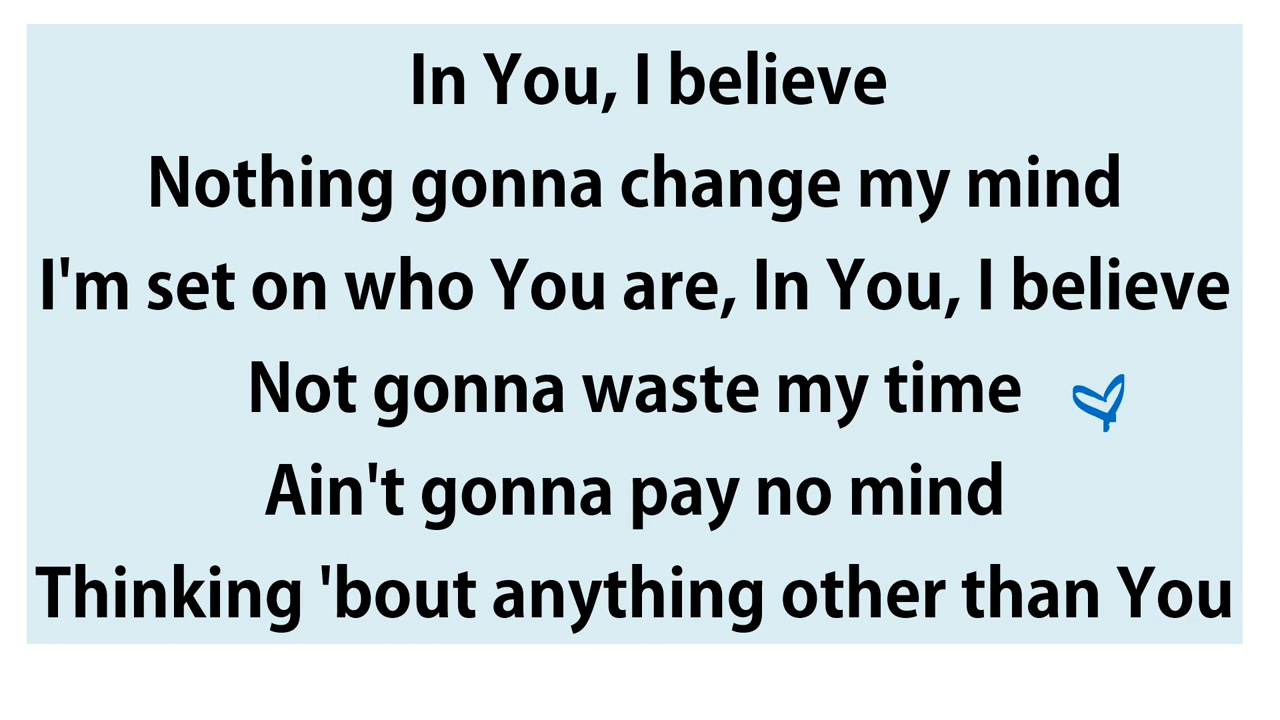 In You, I believe
Nothing gonna change my mind
I'm set on who You are, In You, I believe
Not gonna waste my time
Ain't gonna pay no mind
Thinking 'bout anything other than You